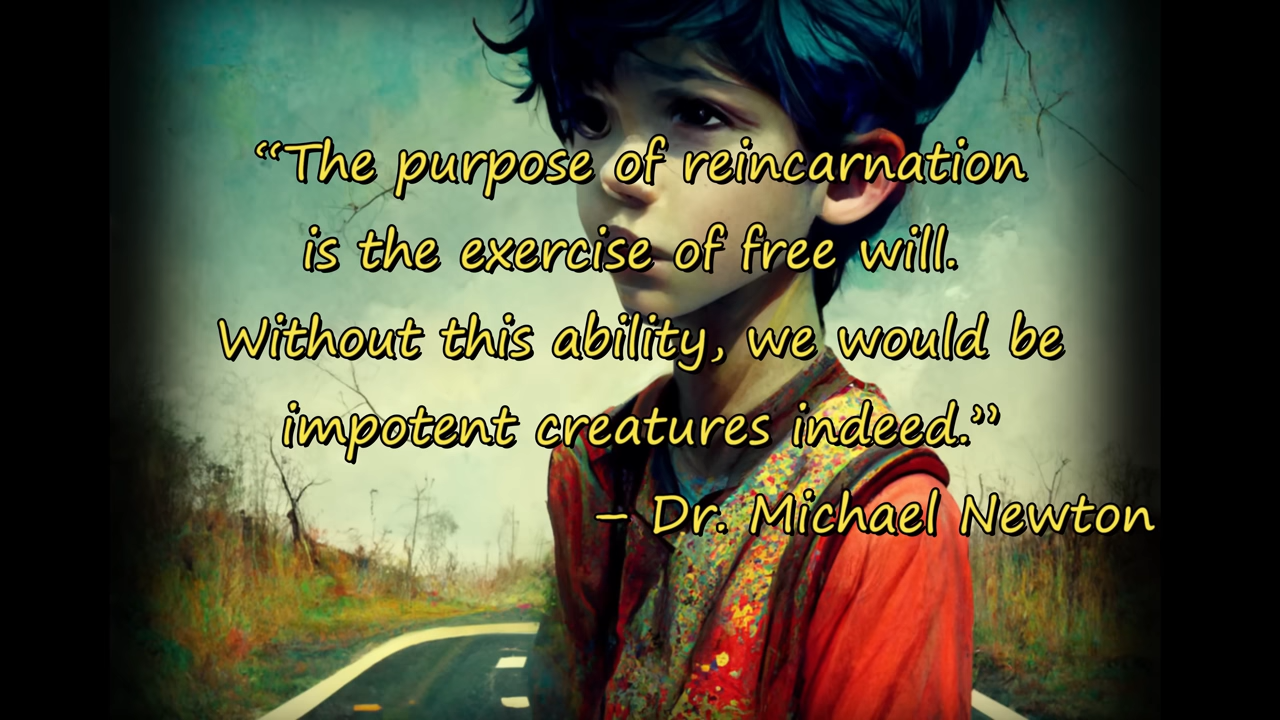 “The purpose of reincarnation
is the exercise of free will.
Without this ability, we would be
impotent creatures indeed.”
– Dr. Michael Newton